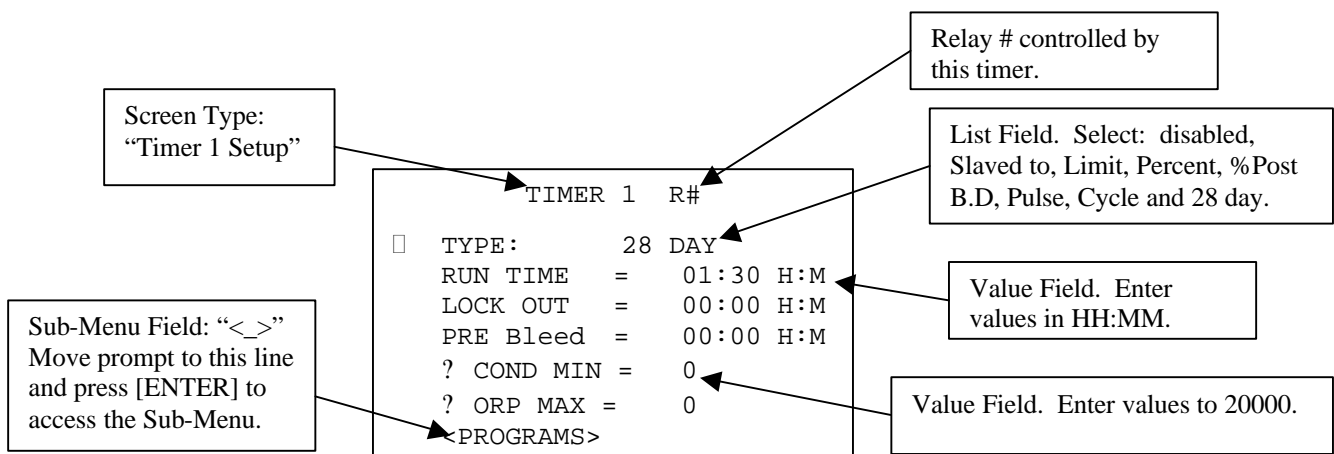 Relay # controlled by
this timer.
Screen Type:
“Timer 1 Setup”
List Field. Select: disabled,
Slaved to, Limit, Percent, %Post
B.D, Pulse, Cycle and 28 day.
TIMER 1 R#
TYPE: 28 DAY
RUN TIME = 01:30 H:M
LOCK OUT = 00:00 H:M
PRE Bleed = 00:00 H:M
? COND MIN = 0
? ORP MAX = 0
<PROGRAMS>
Value Field. Enter
values in HH:MM.
Sub-Menu Field: “<_>”
Move prompt to this line
and press [ENTER] to
access the Sub-Menu.
Value Field. Enter values to 20000.